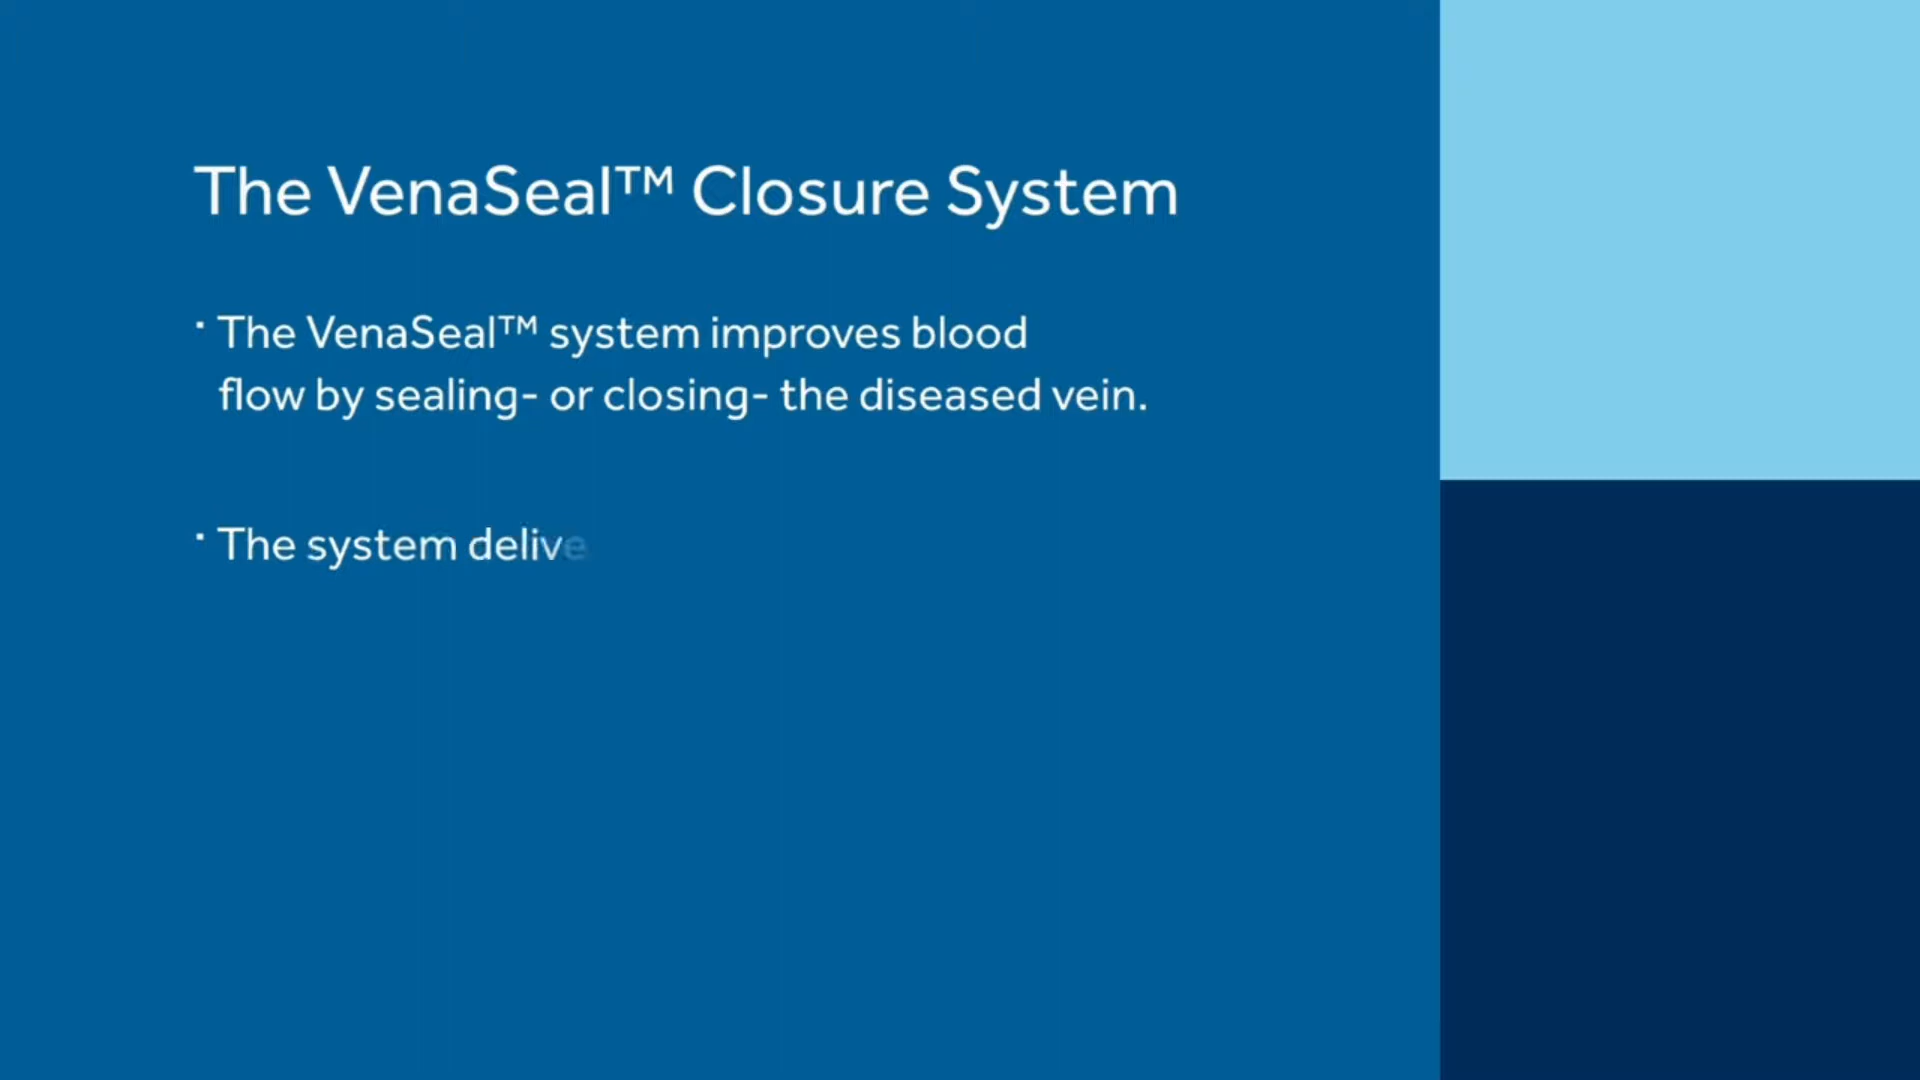 The VenaSeal™ Closure System
· The VenaSeal™ system improves blood
flow by sealing- or closing- the diseased vein.
· The system delive